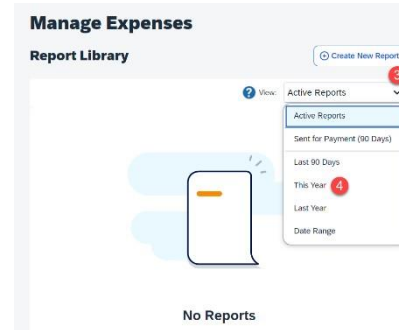 Manage Expenses
Report Library
Create New Report
3
View: Active Reports
Active Reports
Sent for Payment (90 Days)
Last 90 Days
This Year 4
Last Year
Date Range
No Reports